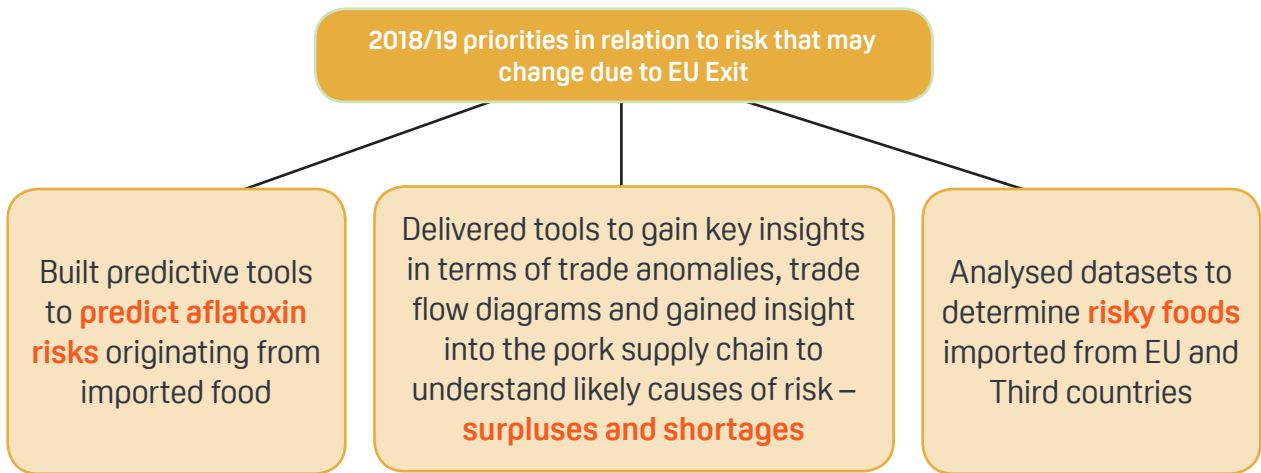 2018/19 priorities in relation to risk that may
change due to EU Exit
Built predictive tools
to predict aflatoxin
risks originating from
imported food
Delivered tools to gain key insights
in terms of trade anomalies, trade
flow diagrams and gained insight
into the pork supply chain to
understand likely causes of risk –
surpluses and shortages
Analysed datasets to
determine risky foods
imported from EU and
Third countries